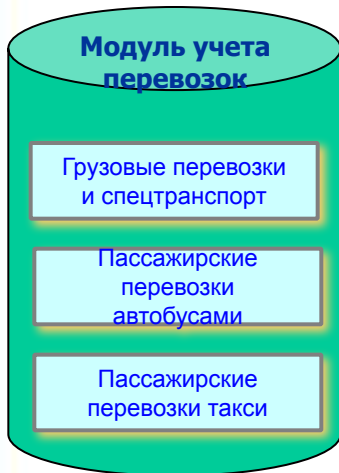 Модуль учета
перевозок
Грузовые перевозки
и спецтранспорт
Пассажирские
перевозки
автобусами
Пассажирские
перевозки такси